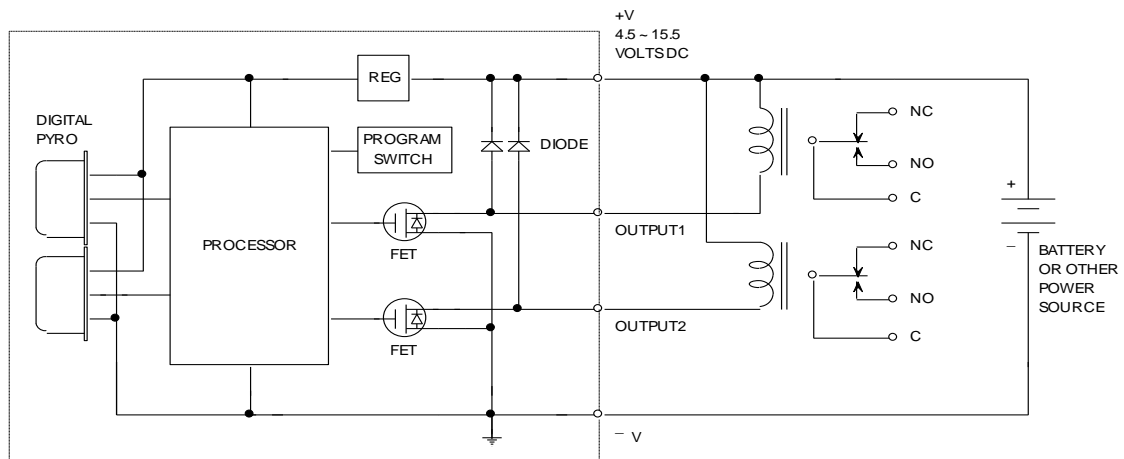 +V
4.5 ~ 15.5
VOLTS DC
REG
DIGITAL
PYRO
PROGRAM
SWITCH
DIODE
NC
NO
C
+
PROCESSOR
FET
OUTPUT1
NC
NO
C
–
BATTERY
OR OTHER
POWER
SOURCE
FET
OUTPUT2
– V